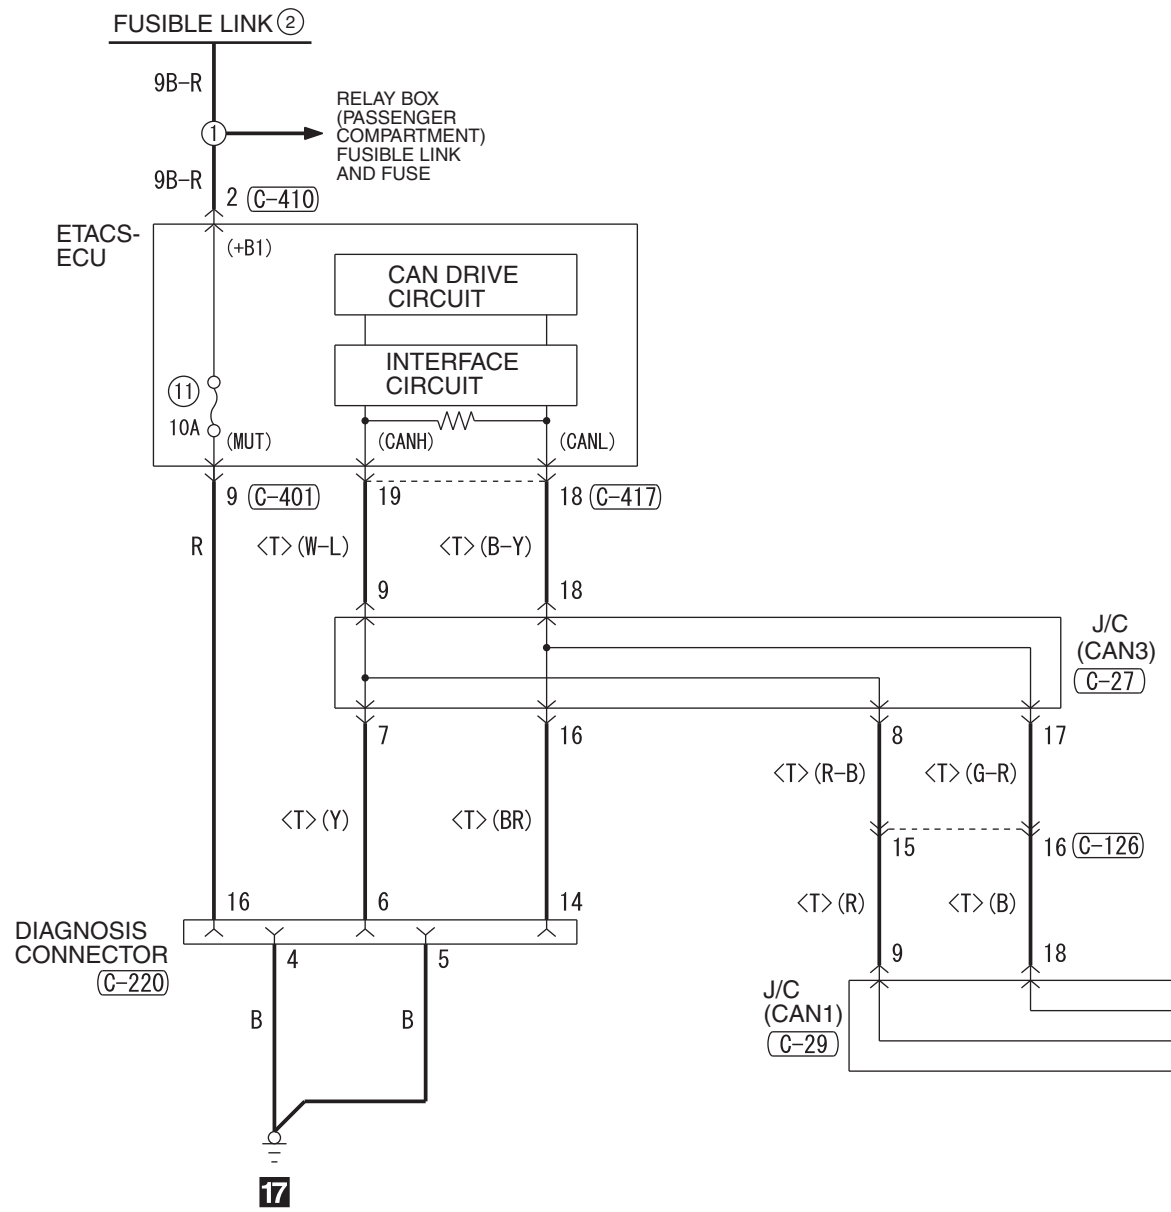 FUSIBLE LINK ②
9B-R
①
RELAY BOX
(PASSENGER
COMPARTMENT)
FUSIBLE LINK
AND FUSE
9B-R
2 C-410
ETACS-
ECU
(+B1)
CAN DRIVE
CIRCUIT
INTERFACE
CIRCUIT
⑪
10A
(MUT)
(CANH)
(CANL)
9 C-401
19
18 C-417
R
<T>(W-L)
<T>(B-Y)
9
18
J/C
(CAN3)
C-27
7
16
8
17
<T>(R-B)
<T>(G-R)
<T>(Y)
<T>(BR)
15
16 C-126
16
6
14
<T>(R)
<T>(B)
DIAGNOSIS
CONNECTOR
C-220
4
5
9
18
J/C
(CAN1)
C-29
B
B
17